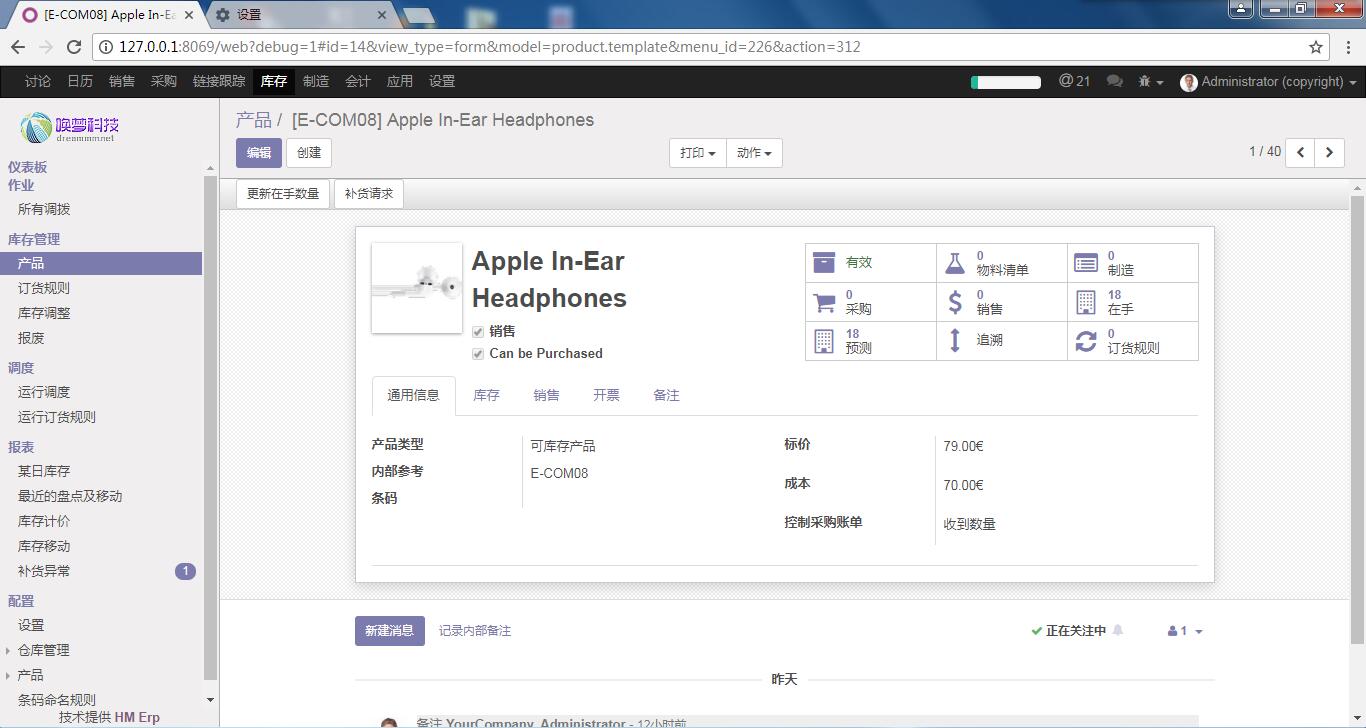 [E-COM08] Apple In-Ea
设置
127.0.0.1:8069/web?debug=1#id=14&view_type=form&model=product.template&menu_id=226&action=312
讨论 日历 销售 采购 链接跟踪 库存 制造 会计 应用 设置 @21 Administrator (copyright)
唤梦科技
dreammm.net
产品 / [E-COM08] Apple In-Ear Headphones
编辑 创建 打印 动作 1 / 40
仪表板
作业
所有调拨
库存管理
产品
订货规则
库存调整
报废
调度
运行调度
运行订货规则
报表
某日库存
最近的盘点及移动
库存计价
库存移动
补货异常 1
配置
设置
仓库管理
产品
条码命名规则
技术提供 HM Erp
更新在手数量 补货请求
Apple In-Ear
Headphones
销售
Can be Purchased
有效
0
物料清单
0
制造
0
采购
0
销售
18
在手
18
预测
追溯
0
订货规则
通用信息 库存 销售 开票 备注
产品类型 可库存产品
内部参考 E-COM08
条码
标价 79.00€
成本 70.00€
控制采购账单 收到数量
新建消息 记录内部备注 正在关注中 1
昨天
备注 YourCompany, Administrator - 12小时前